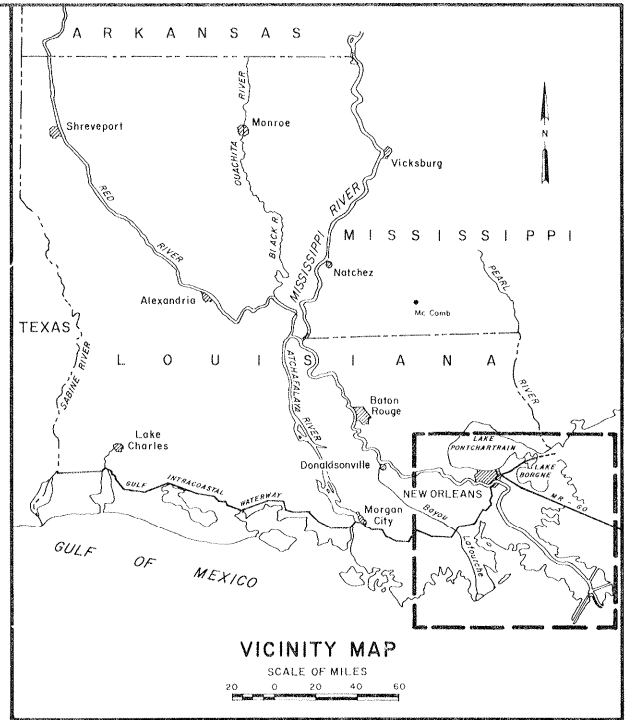 ARKANSAS
Shreveport
Monroe
OUACHITA RIVER
Vicksburg
N
RED RIVER
BLACK R.
MISSISSIPPI RIVER
MISSISSIPPI
Natchez
PEARL RIVER
Alexandria
Mc Comb
TEXAS
SABINE RIVER
LOUISIANA
ATCHAFALAYA RIVER
Baton
Rouge
Lake
Charles
LAKE
PONTCHARTRAIN
LAKE
BORGNE
Donaldsonville
GULF INTRACOASTAL WATERWAY
NEW ORLEANS
MR. GO
Morgan
City
Bayou Lafourche
GULF OF MEXICO
VICINITY MAP
SCALE OF MILES
20 0 20 40 60